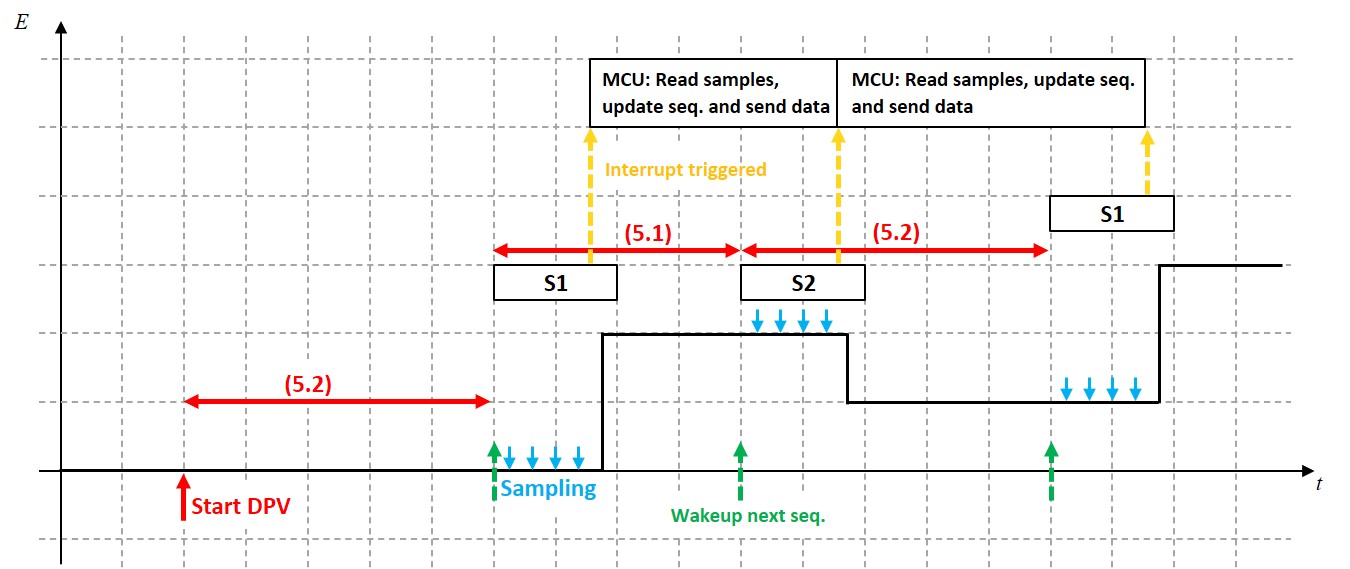 E
MCU: Read samples,
update seq. and send data
MCU: Read samples, update seq.
and send data
Interrupt triggered
S1
(5.1)
(5.2)
S1
S2
(5.2)
Sampling
Start DPV
Wakeup next seq.
t